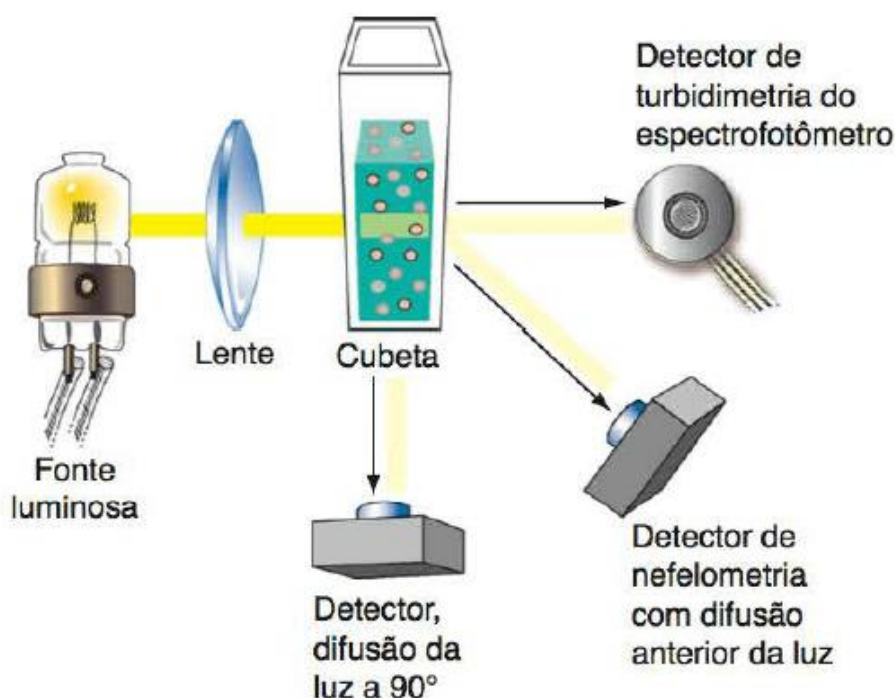 Detector de
turbidimetria do
espectrofotômetro
Lente
Cubeta
Fonte
luminosa
Detector,
difusão da
luz a 90°
Detector de
nefelometria
com difusão
anterior da luz